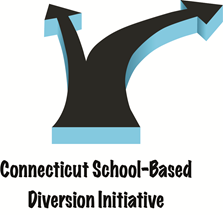 Connecticut School-Based
Diversion Initiative